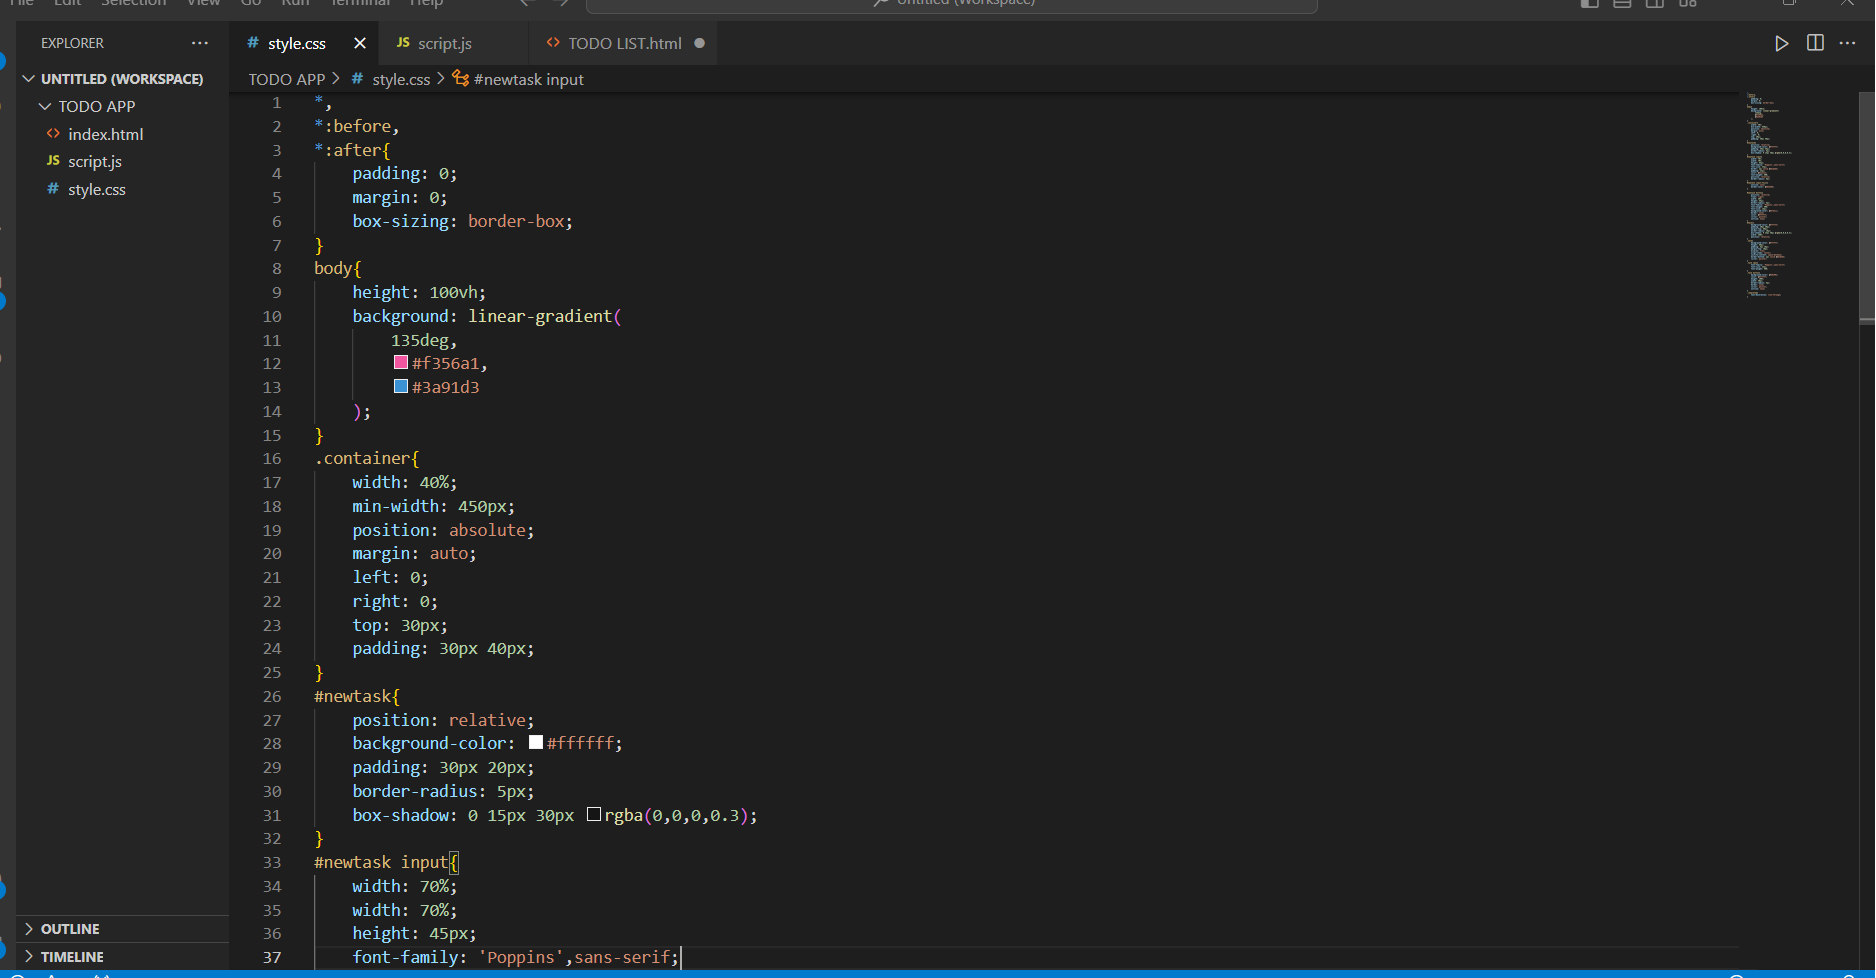 File Edit Selection View Go Run Terminal Help
Untitled (Workspace)
EXPLORER
style.css
JS script.js
TODO LIST.html
UNTITLED (WORKSPACE)
TODO APP
index.html
JS script.js
# style.css
OUTLINE
TIMELINE
TODO APP > # style.css > #newtask input
1 *,
2 *:before,
3 *:after{
4 padding: 0;
5 margin: 0;
6 box-sizing: border-box;
7 }
8 body{
9 height: 100vh;
10 background: linear-gradient(
11 135deg,
12 #f356a1,
13 #3a91d3
14 );
15 }
16 .container{
17 width: 40%;
18 min-width: 450px;
19 position: absolute;
20 margin: auto;
21 left: 0;
22 right: 0;
23 top: 30px;
24 padding: 30px 40px;
25 }
26 #newtask{
27 position: relative;
28 background-color: #ffffff;
29 padding: 30px 20px;
30 border-radius: 5px;
31 box-shadow: 0 15px 30px rgba(0,0,0,0.3);
32 }
33 #newtask input{
34 width: 70%;
35 width: 70%;
36 height: 45px;
37 font-family: 'Poppins',sans-serif;